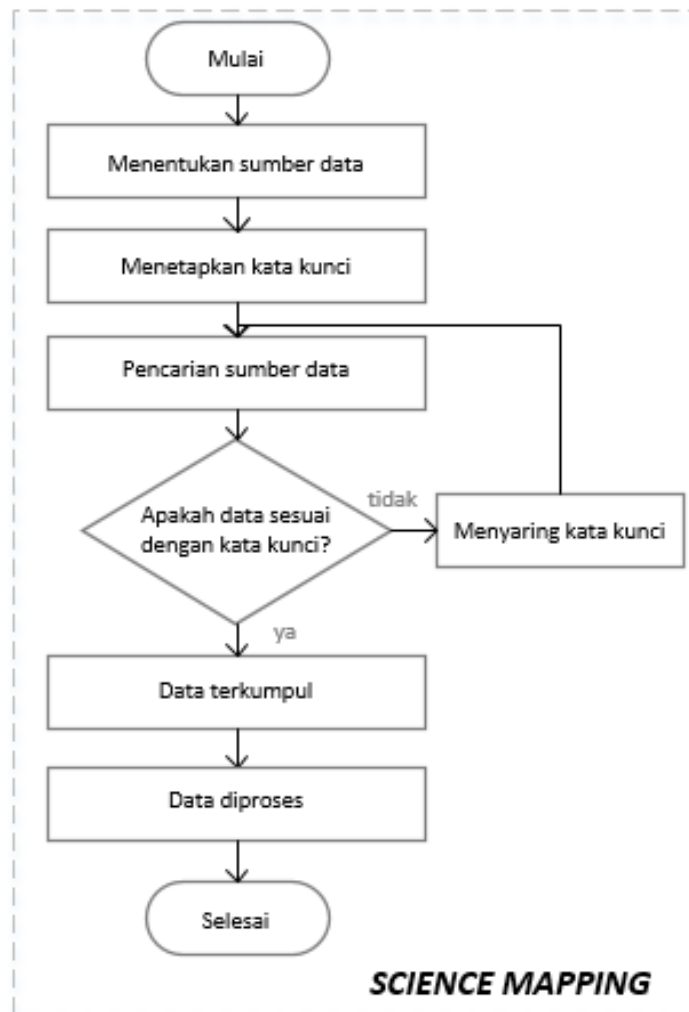 Mulai
Menentukan sumber data
Menetapkan kata kunci
Pencarian sumber data
Apakah data sesuai
dengan kata kunci?
tidak
Menyaring kata kunci
ya
Data terkumpul
Data diproses
Selesai
SCIENCE MAPPING